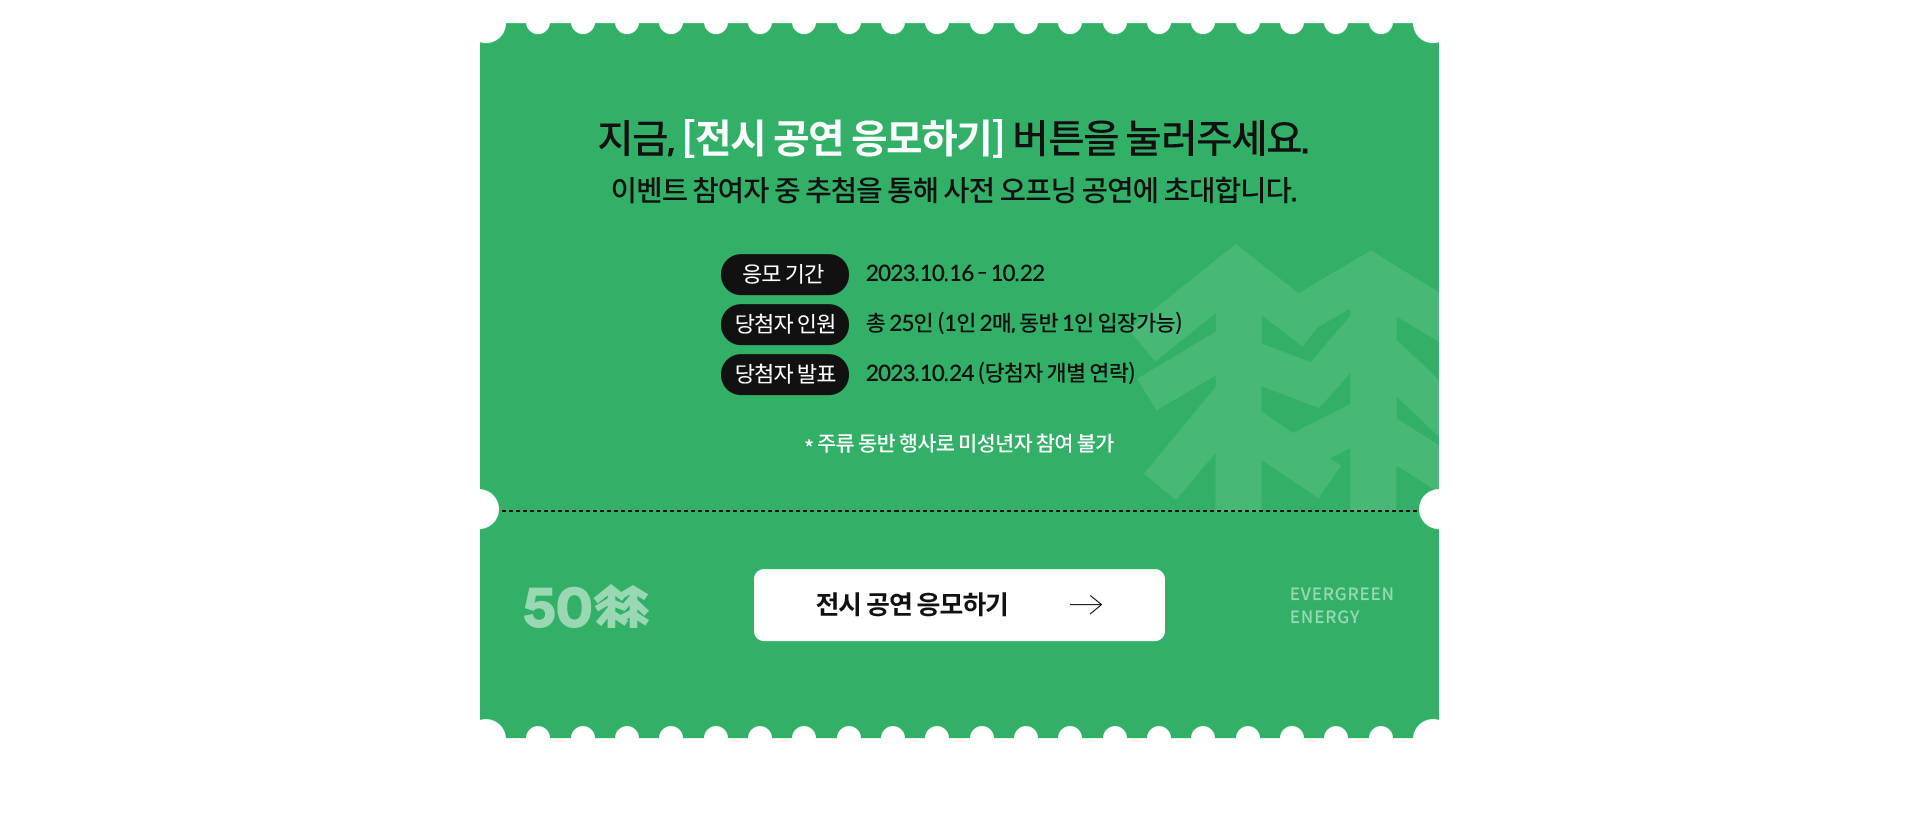 지금, [전시 공연 응모하기] 버튼을 눌러주세요.
이벤트 참여자 중 추첨을 통해 사전 오프닝 공연에 초대합니다.
응모 기간 2023.10.16 - 10.22
당첨자 인원 총 25인 (1인 2매, 동반 1인 입장가능)
당첨자 발표 2023.10.24 (당첨자 개별 연락)
* 주류 동반 행사로 미성년자 참여 불가
50
전시 공연 응모하기 →
EVERGREEN
ENERGY